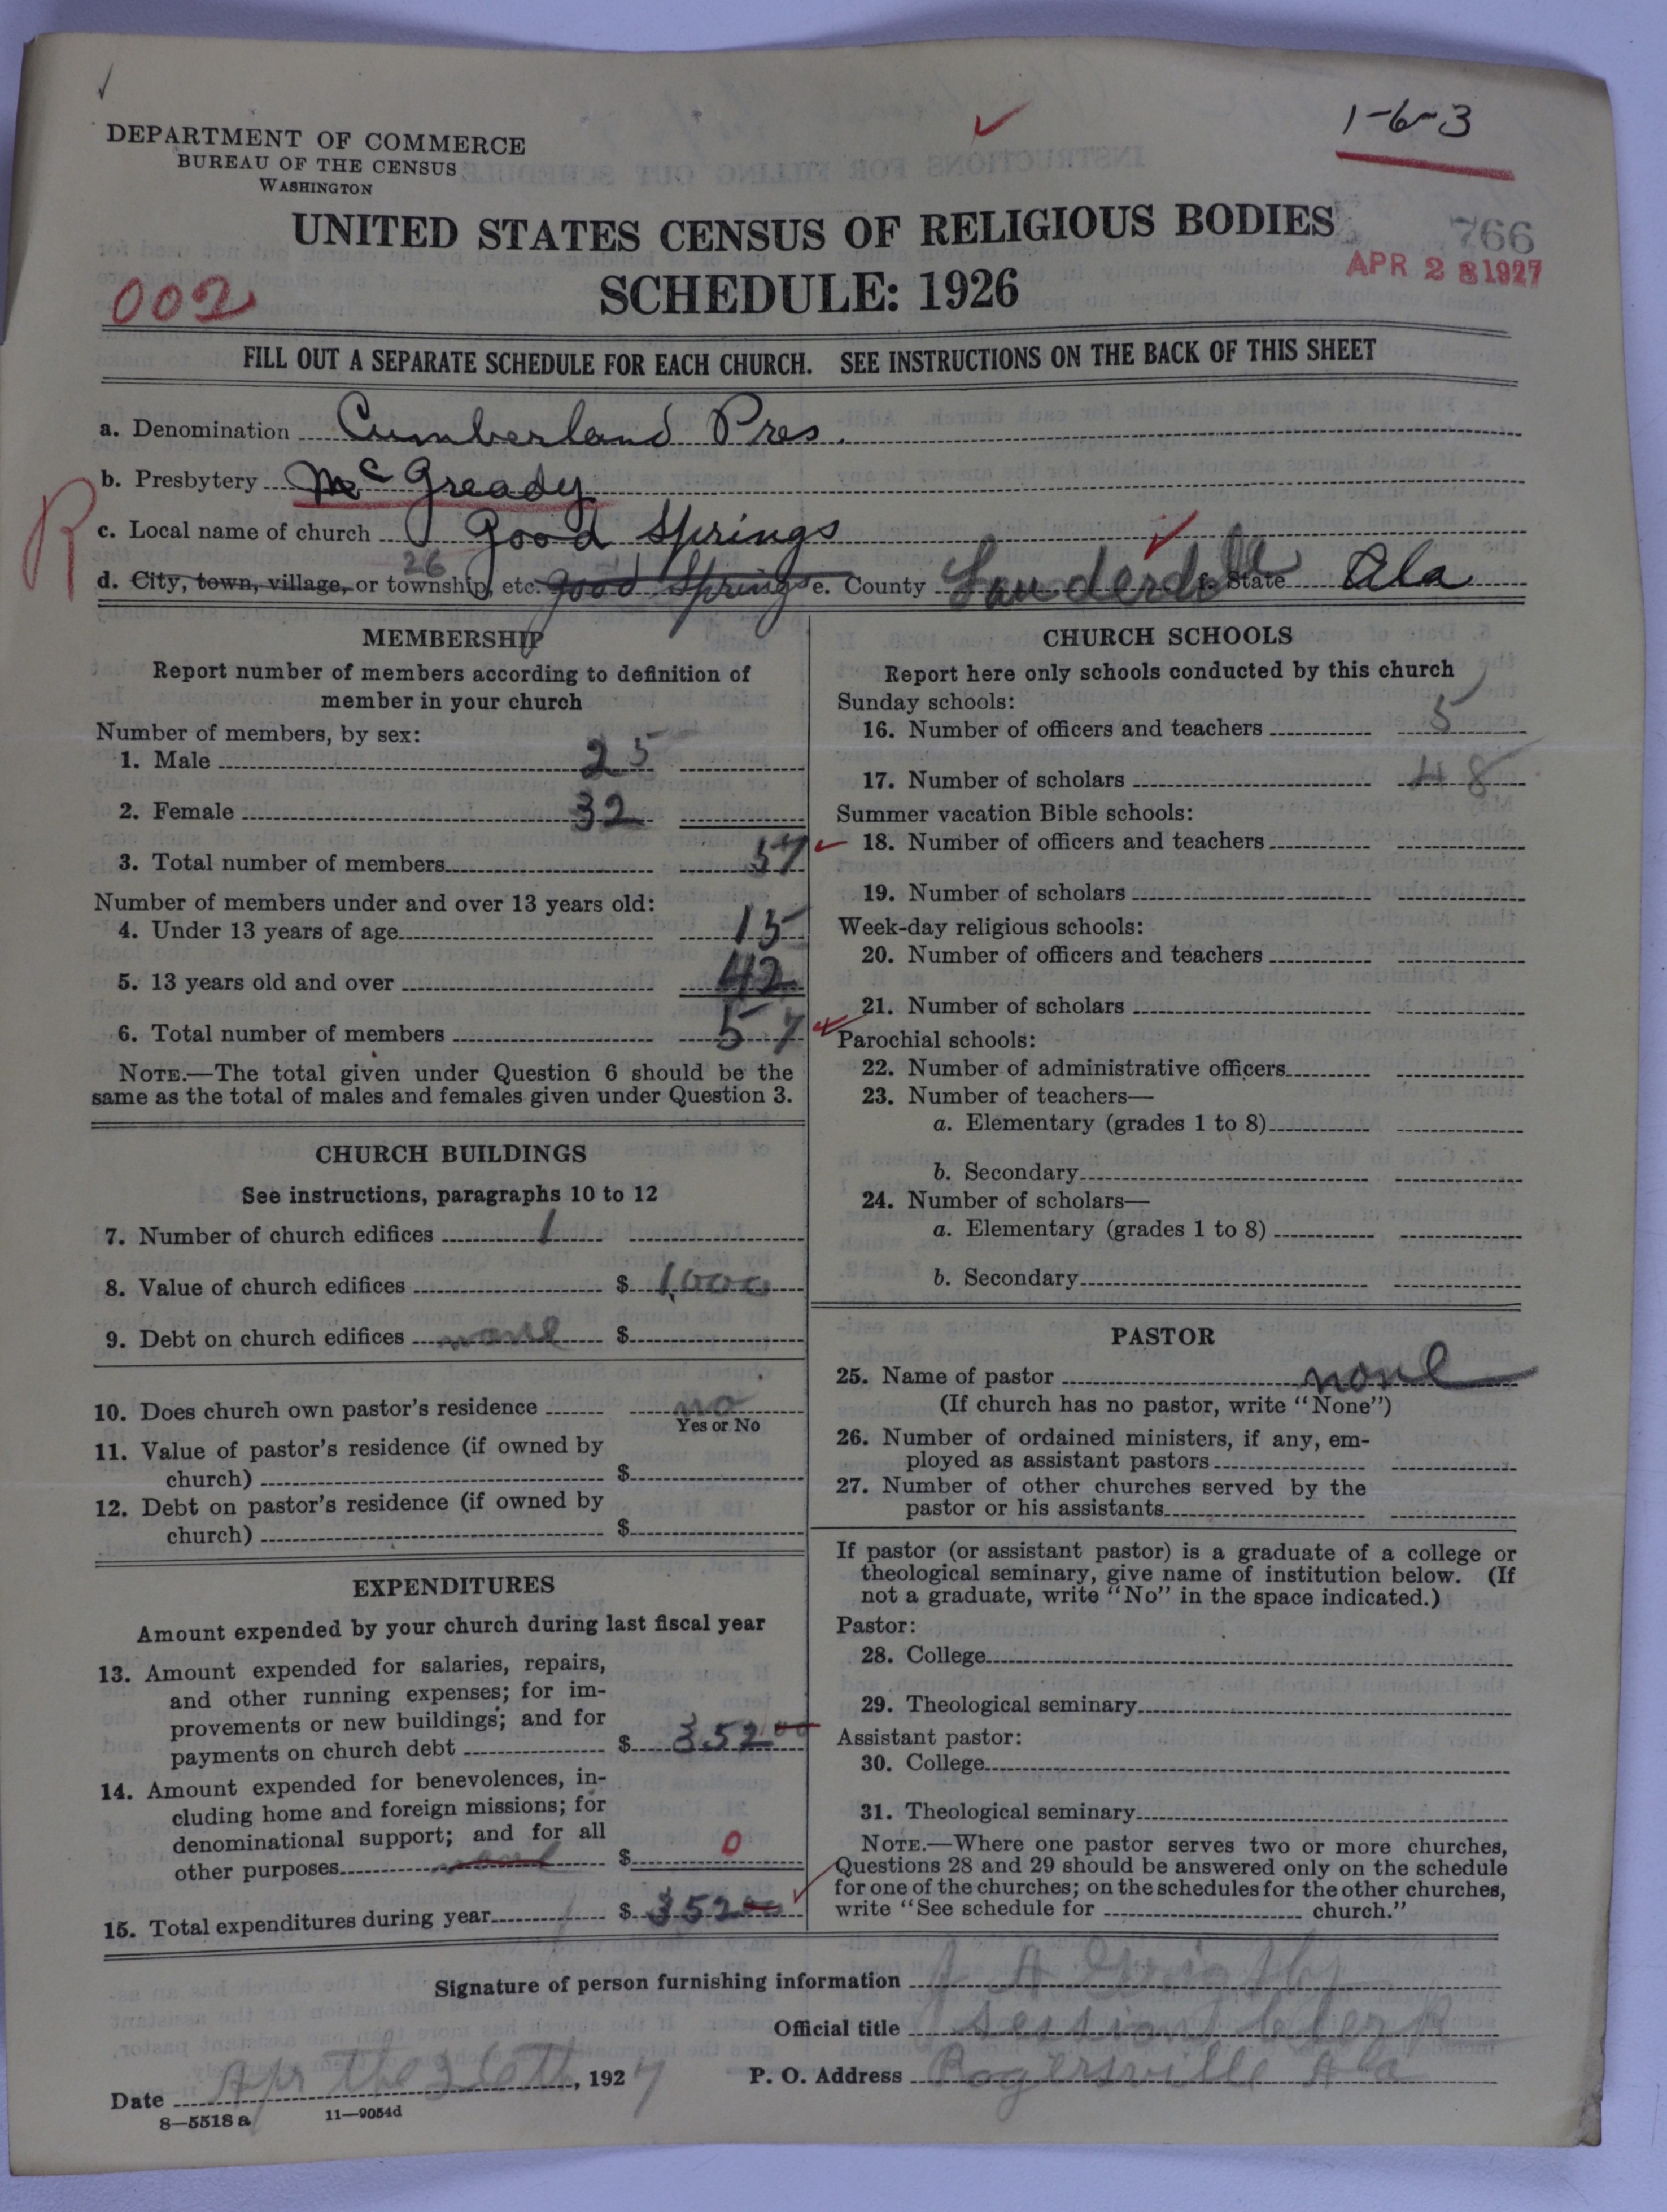 1-6-3
DEPARTMENT OF COMMERCE
BUREAU OF THE CENSUS
WASHINGTON
UNITED STATES CENSUS OF RELIGIOUS BODIES
SCHEDULE: 1926
766
APR 28 1927
002
FILL OUT A SEPARATE SCHEDULE FOR EACH CHURCH. SEE INSTRUCTIONS ON THE BACK OF THIS SHEET
a. Denomination Cumberland Pres.
b. Presbytery McGready
R
c. Local name of church Good Springs
26
d. City, town, village, or township, etc. Good Springs e. County Lauderdale f. State Ala
MEMBERSHIP
Report number of members according to definition of
member in your church
Number of members, by sex:
1. Male 25
2. Female 32
3. Total number of members 57
Number of members under and over 13 years old:
4. Under 13 years of age 15
5. 13 years old and over 42
6. Total number of members 57
NOTE.—The total given under Question 6 should be the
same as the total of males and females given under Question 3.
CHURCH BUILDINGS
See instructions, paragraphs 10 to 12
7. Number of church edifices 1
8. Value of church edifices $ 1,000
9. Debt on church edifices none $
10. Does church own pastor's residence no
Yes or No
11. Value of pastor's residence (if owned by
church) $
12. Debt on pastor's residence (if owned by
church) $
EXPENDITURES
Amount expended by your church during last fiscal year
13. Amount expended for salaries, repairs,
and other running expenses; for im-
provements or new buildings; and for
payments on church debt $ 352 00
14. Amount expended for benevolences, in-
cluding home and foreign missions; for
denominational support; and for all
other purposes none $ 0
15. Total expenditures during year $ 352 00
CHURCH SCHOOLS
Report here only schools conducted by this church
Sunday schools:
16. Number of officers and teachers 5
17. Number of scholars 48
Summer vacation Bible schools:
18. Number of officers and teachers
19. Number of scholars
Week-day religious schools:
20. Number of officers and teachers
21. Number of scholars
Parochial schools:
22. Number of administrative officers
23. Number of teachers—
a. Elementary (grades 1 to 8)
b. Secondary
24. Number of scholars—
a. Elementary (grades 1 to 8)
b. Secondary
PASTOR
25. Name of pastor none
(If church has no pastor, write "None")
26. Number of ordained ministers, if any, em-
ployed as assistant pastors
27. Number of other churches served by the
pastor or his assistants
If pastor (or assistant pastor) is a graduate of a college or
theological seminary, give name of institution below. (If
not a graduate, write "No" in the space indicated.)
Pastor:
28. College
29. Theological seminary
Assistant pastor:
30. College
31. Theological seminary
NOTE.—Where one pastor serves two or more churches,
Questions 28 and 29 should be answered only on the schedule
for one of the churches; on the schedules for the other churches,
write "See schedule for church."
Signature of person furnishing information
Official title Session Clerk
Date Apr the 26th, 1927 P. O. Address Rogersville Ala
8—5518 a 11—9054d